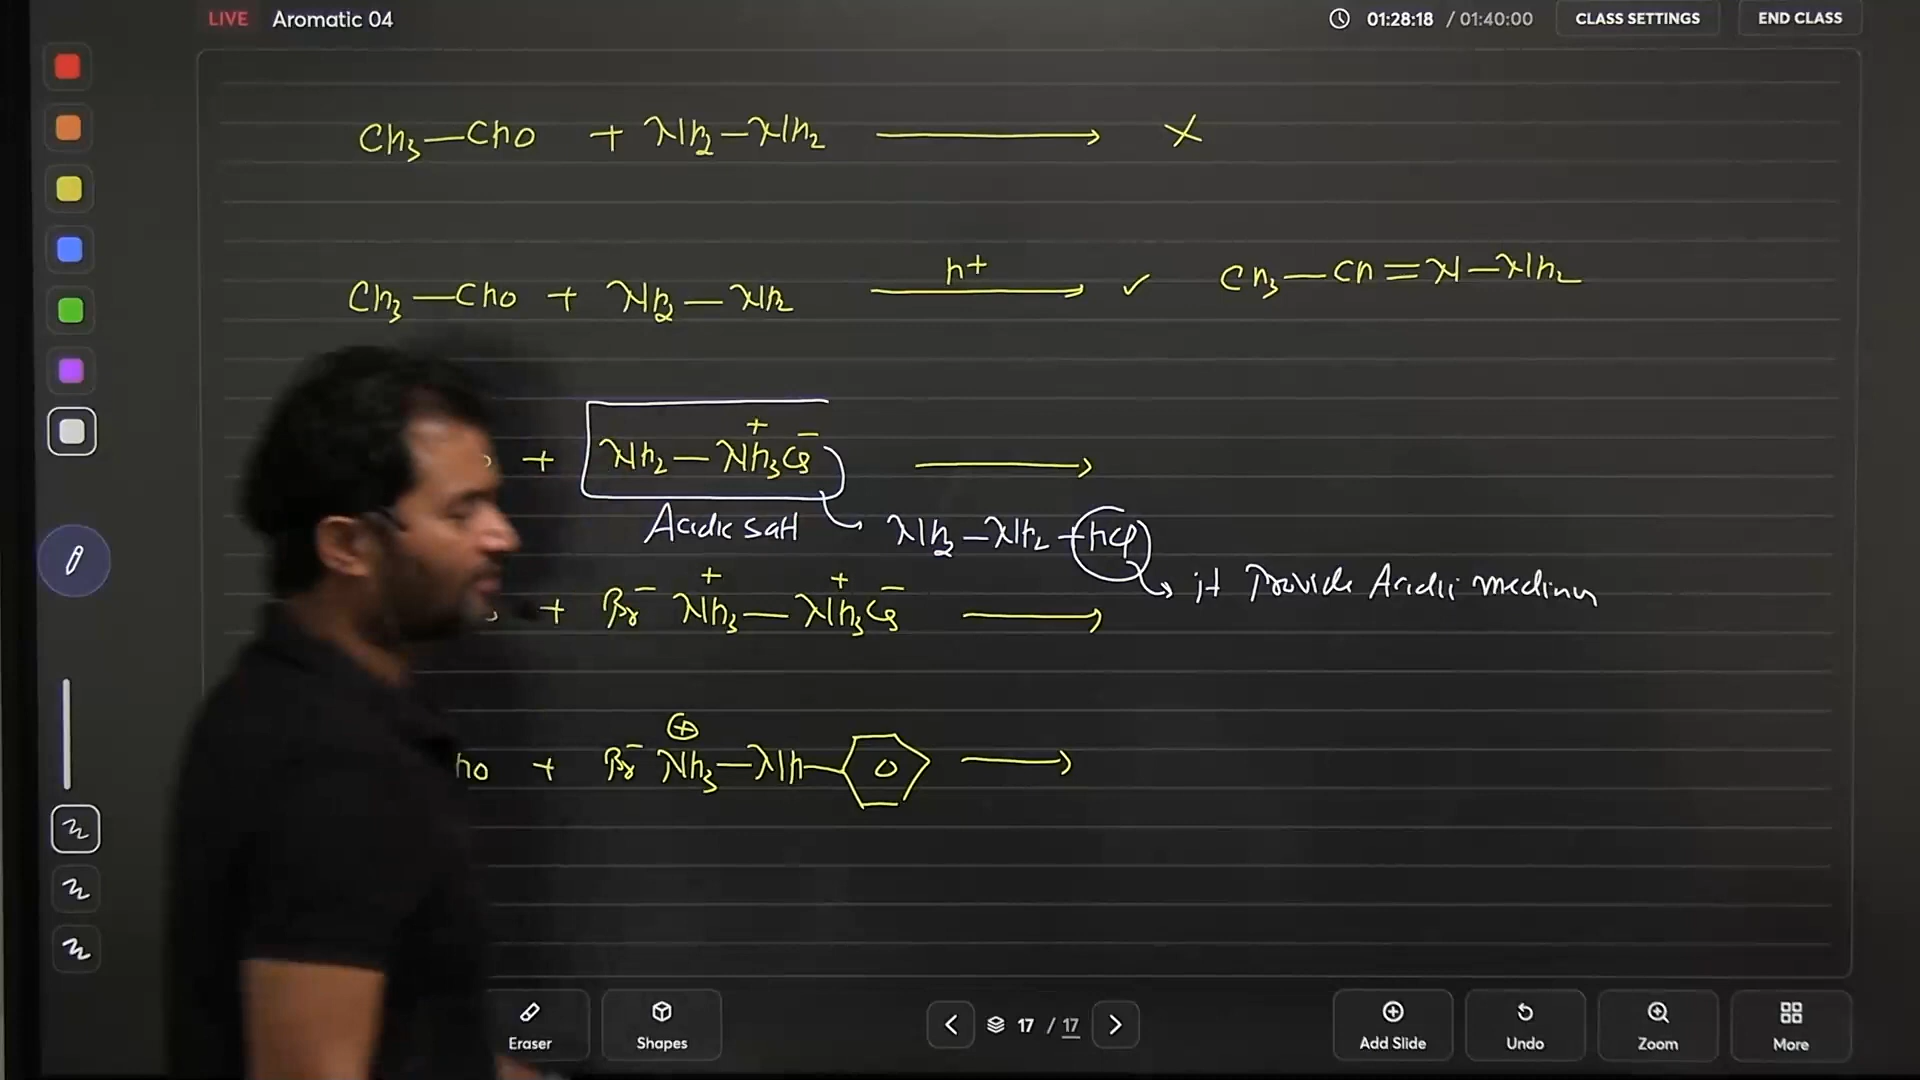 LIVE Aromatic 04 01:28:18 / 01:40:00 CLASS SETTINGS END CLASS
CH3—CHO + NH2—NH2 ⟶ X
CH3—CHO + NH2—NH2 ⟶ H+ ✓ CH3—CH=N—NH2
+ NH2—NH3+Cl− ⟶
Acidic salt NH2—NH2 + HCl
it Provide Acidic medium
+ Br− NH3+—NH3+Cl− ⟶
ho + Br− NH3⊕—NH— ⟶
Eraser Shapes 17 / 17 Add Slide Undo Zoom More